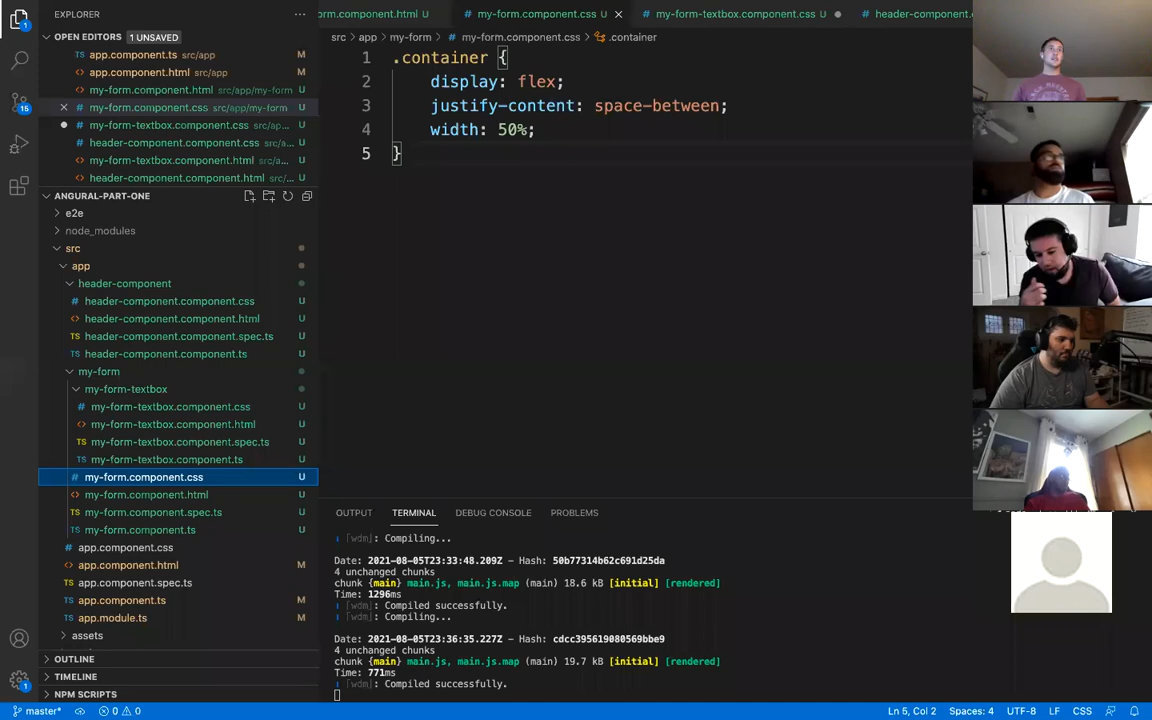 EXPLORER
OPEN EDITORS 1 UNSAVED
app.component.ts src/app M
app.component.html src/app M
my-form.component.html src/app/my-form U
my-form.component.css src/app/my-form U
my-form-textbox.component.css src/ap... U
header-component.component.css src/... U
my-form-textbox.component.html src/a... U
header-component.component.html src/... U
ANGURAL-PART-ONE
e2e
node_modules
src
app
header-component
header-component.component.css U
header-component.component.html U
header-component.component.spec.ts U
header-component.component.ts U
my-form
my-form-textbox
my-form-textbox.component.css U
my-form-textbox.component.html U
my-form-textbox.component.spec.ts U
my-form-textbox.component.ts U
my-form.component.css U
my-form.component.html U
my-form.component.spec.ts U
my-form.component.ts U
app.component.css
app.component.html M
app.component.spec.ts
app.component.ts M
app.module.ts M
assets
OUTLINE
TIMELINE
NPM SCRIPTS
orm.component.html U
my-form.component.css U
my-form-textbox.component.css U
header-component.
src > app > my-form > # my-form.component.css > .container
1 .container {
2 display: flex;
3 justify-content: space-between;
4 width: 50%;
5 }
OUTPUT TERMINAL DEBUG CONSOLE PROBLEMS
[wdm]: Compiling...
Date: 2021-08-05T23:33:48.209Z - Hash: 50b77314b62c691d25da
4 unchanged chunks
chunk {main} main.js, main.js.map (main) 18.6 kB [initial] [rendered]
Time: 1296ms
[wdm]: Compiled successfully.
[wdm]: Compiling...
Date: 2021-08-05T23:36:35.227Z - Hash: cdcc395619080569bbe9
4 unchanged chunks
chunk {main} main.js, main.js.map (main) 19.7 kB [initial] [rendered]
Time: 771ms
[wdm]: Compiled successfully.
1
15
1
master* 0 0 Ln 5, Col 2 Spaces: 4 UTF-8 LF CSS